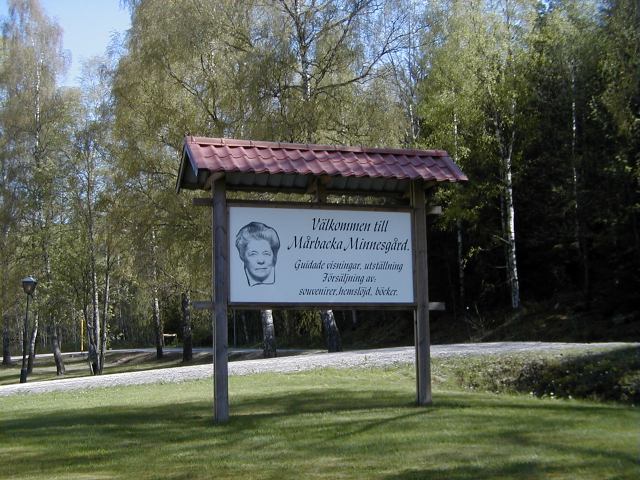 Välkommen till
Mårbacka Minnesgård.
Guidade visningar, utställning
Försäljning av:
souvenirer, hemslöjd, böcker.